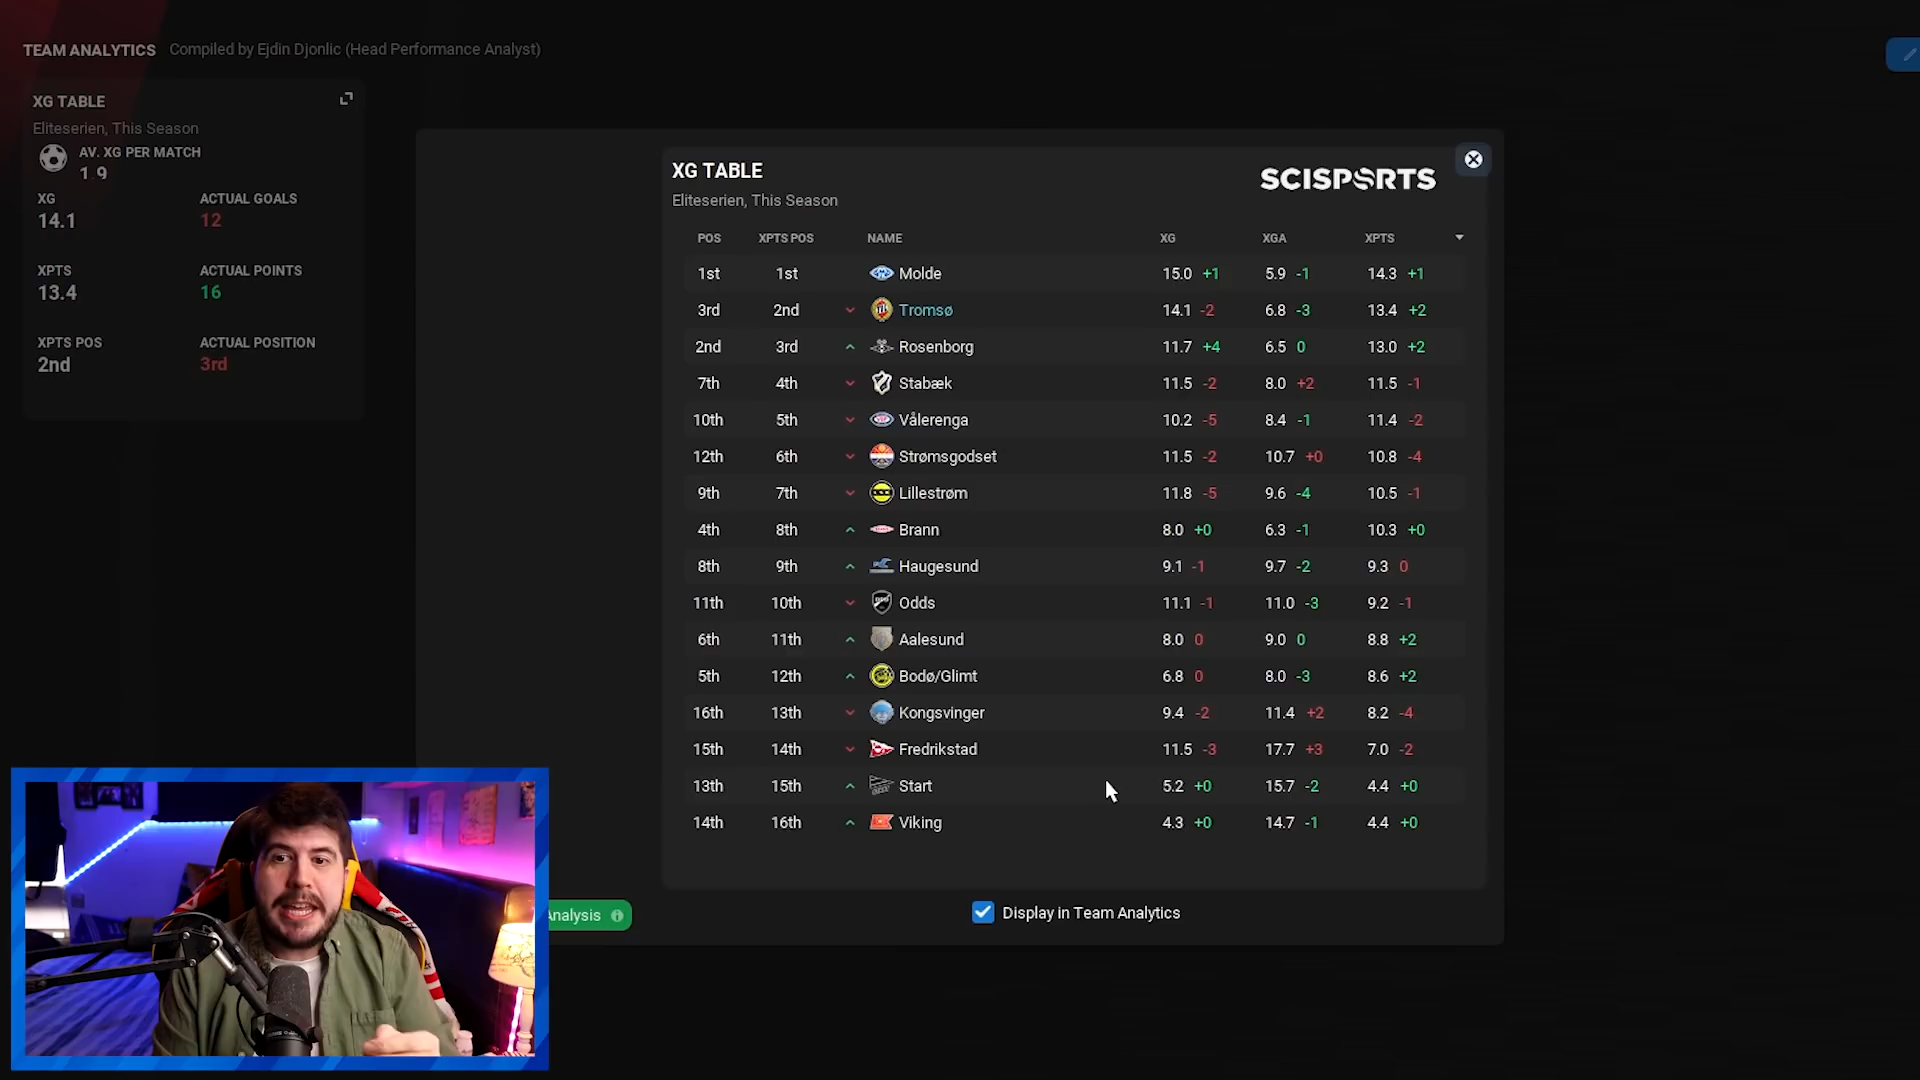 TEAM ANALYTICS Compiled by Ejdin Djonlic (Head Performance Analyst)
XG TABLE
Eliteserien, This Season
AV. XG PER MATCH
1.9
XG ACTUAL GOALS
14.1 12
XPTS ACTUAL POINTS
13.4 16
XPTS POS ACTUAL POSITION
2nd 3rd
XG TABLE
SCISPORTS
Eliteserien, This Season
POS XPTS POS NAME XG XGA XPTS
1st 1st Molde 15.0 +1 5.9 -1 14.3 +1
3rd 2nd Tromsø 14.1 -2 6.8 -3 13.4 +2
2nd 3rd Rosenborg 11.7 +4 6.5 0 13.0 +2
7th 4th Stabæk 11.5 -2 8.0 +2 11.5 -1
10th 5th Vålerenga 10.2 -5 8.4 -1 11.4 -2
12th 6th Strømsgodset 11.5 -2 10.7 +0 10.8 -4
9th 7th Lillestrøm 11.8 -5 9.6 -4 10.5 -1
4th 8th Brann 8.0 +0 6.3 -1 10.3 +0
8th 9th Haugesund 9.1 -1 9.7 -2 9.3 0
11th 10th Odds 11.1 -1 11.0 -3 9.2 -1
6th 11th Aalesund 8.0 0 9.0 0 8.8 +2
5th 12th Bodø/Glimt 6.8 0 8.0 -3 8.6 +2
16th 13th Kongsvinger 9.4 -2 11.4 +2 8.2 -4
15th 14th Fredrikstad 11.5 -3 17.7 +3 7.0 -2
13th 15th Start 5.2 +0 15.7 -2 4.4 +0
14th 16th Viking 4.3 +0 14.7 -1 4.4 +0
Analysis
Display in Team Analytics